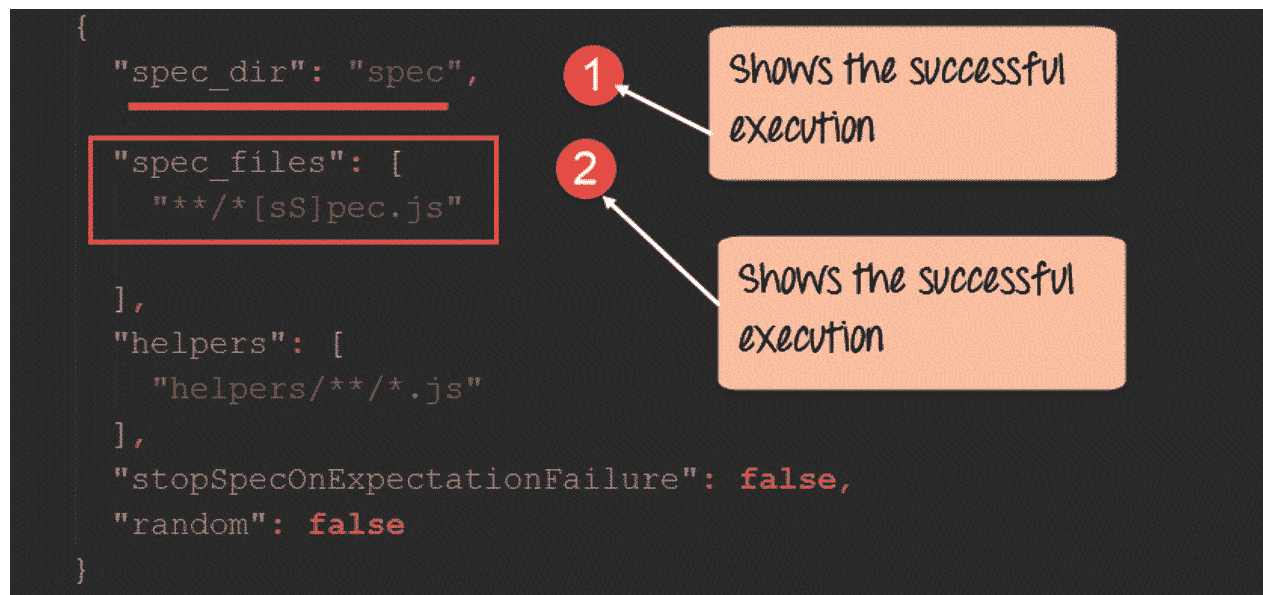 {
"spec_dir": "spec",
1
Shows the successful
execution
"spec_files": [
2
"**/*[sS]pec.js"
Shows the successful
execution
],
"helpers": [
"helpers/**/*.js"
],
"stopSpecOnExpectationFailure": false,
"random": false
}